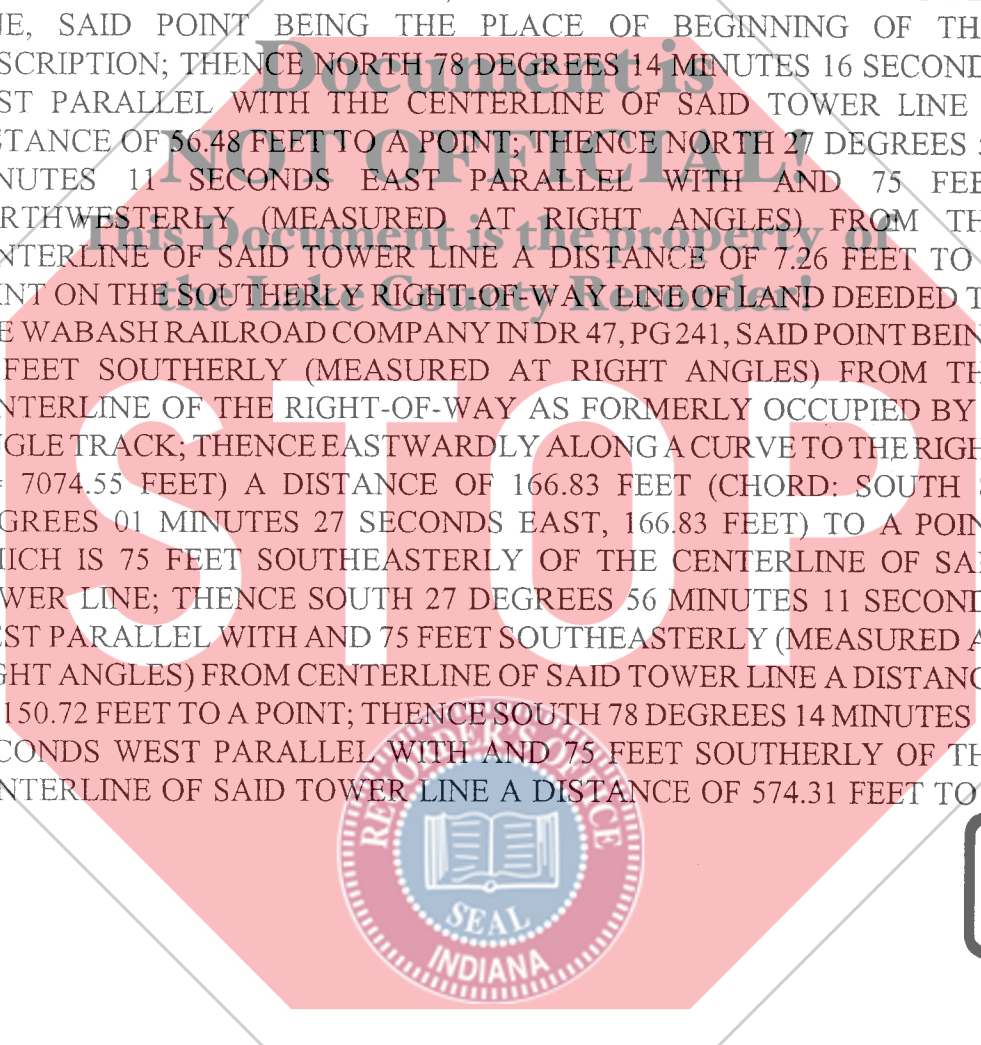 NE, SAID POINT BEING THE PLACE OF BEGINNING OF TH
SCRIPTION; THENCE NORTH 78 DEGREES 14 MINUTES 16 SECOND
ST PARALLEL WITH THE CENTERLINE OF SAID TOWER LINE
STANCE OF 56.48 FEET TO A POINT; THENCE NORTH 27 DEGREES 5
NUTES 11 SECONDS EAST PARALLEL WITH AND 75 FEE
RTHWESTERLY (MEASURED AT RIGHT ANGLES) FROM TH
NTERLINE OF SAID TOWER LINE A DISTANCE OF 7.26 FEET TO
INT ON THE SOUTHERLY RIGHT-OF-WAY LINE OF LAND DEEDED T
E WABASH RAILROAD COMPANY IN DR 47, PG 241, SAID POINT BEIN
FEET SOUTHERLY (MEASURED AT RIGHT ANGLES) FROM TH
NTERLINE OF THE RIGHT-OF-WAY AS FORMERLY OCCUPIED BY
GLE TRACK; THENCE EASTWARDLY ALONG A CURVE TO THE RIGH
= 7074.55 FEET) A DISTANCE OF 166.83 FEET (CHORD: SOUTH
GREES 01 MINUTES 27 SECONDS EAST, 166.83 FEET) TO A POIN
HICH IS 75 FEET SOUTHEASTERLY OF THE CENTERLINE OF SA
WER LINE; THENCE SOUTH 27 DEGREES 56 MINUTES 11 SECOND
EST PARALLEL WITH AND 75 FEET SOUTHEASTERLY (MEASURED A
GHT ANGLES) FROM CENTERLINE OF SAID TOWER LINE A DISTANC
150.72 FEET TO A POINT; THENCE SOUTH 78 DEGREES 14 MINUTES
CONDS WEST PARALLEL WITH AND 75 FEET SOUTHERLY OF TH
NTERLINE OF SAID TOWER LINE A DISTANCE OF 574.31 FEET TO
Document is
NOT OFFICIAL!
This Document is the property of
the Lake County Recorder!
STOP
RECORDER'S OFFICE
SEAL
INDIANA